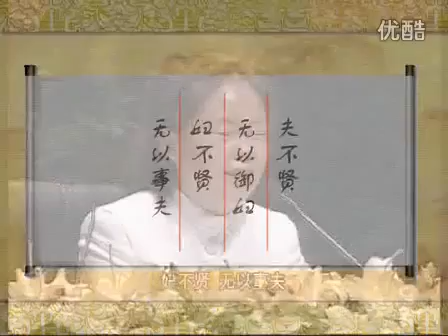 优酷
夫不贤
无以御妇
妇不贤
无以事夫
妇不贤 无以事夫